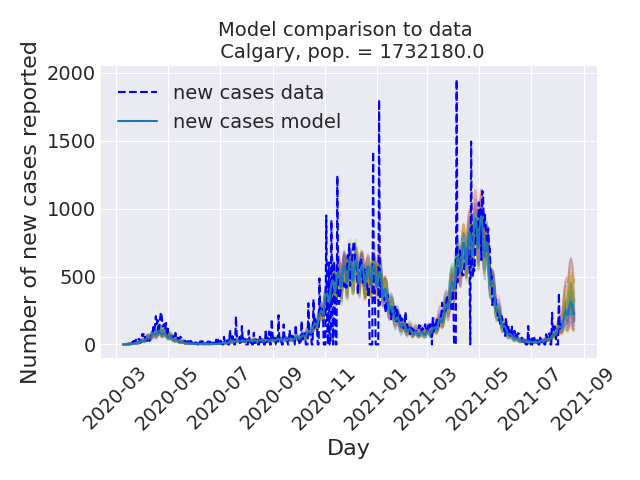 Model comparison to data
Calgary, pop. = 1732180.0
Number of new cases reported
2000
1500
1000
500
0
new cases data
new cases model
2020-03
2020-05
2020-07
2020-09
2020-11
2021-01
2021-03
2021-05
2021-07
2021-09
Day